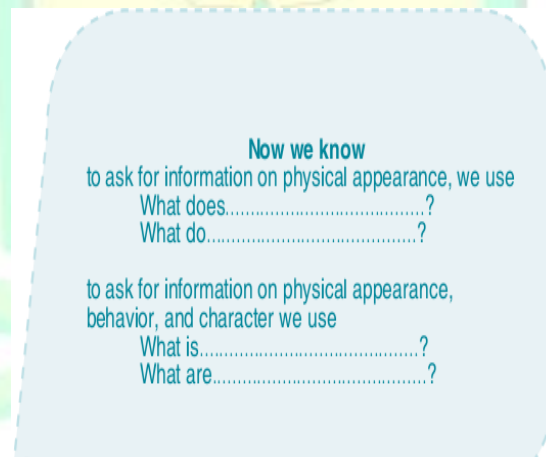 Now we know
to ask for information on physical appearance, we use
What does.......................................?
What do.........................................?
to ask for information on physical appearance,
behavior, and character we use
What is...........................................?
What are..........................................?